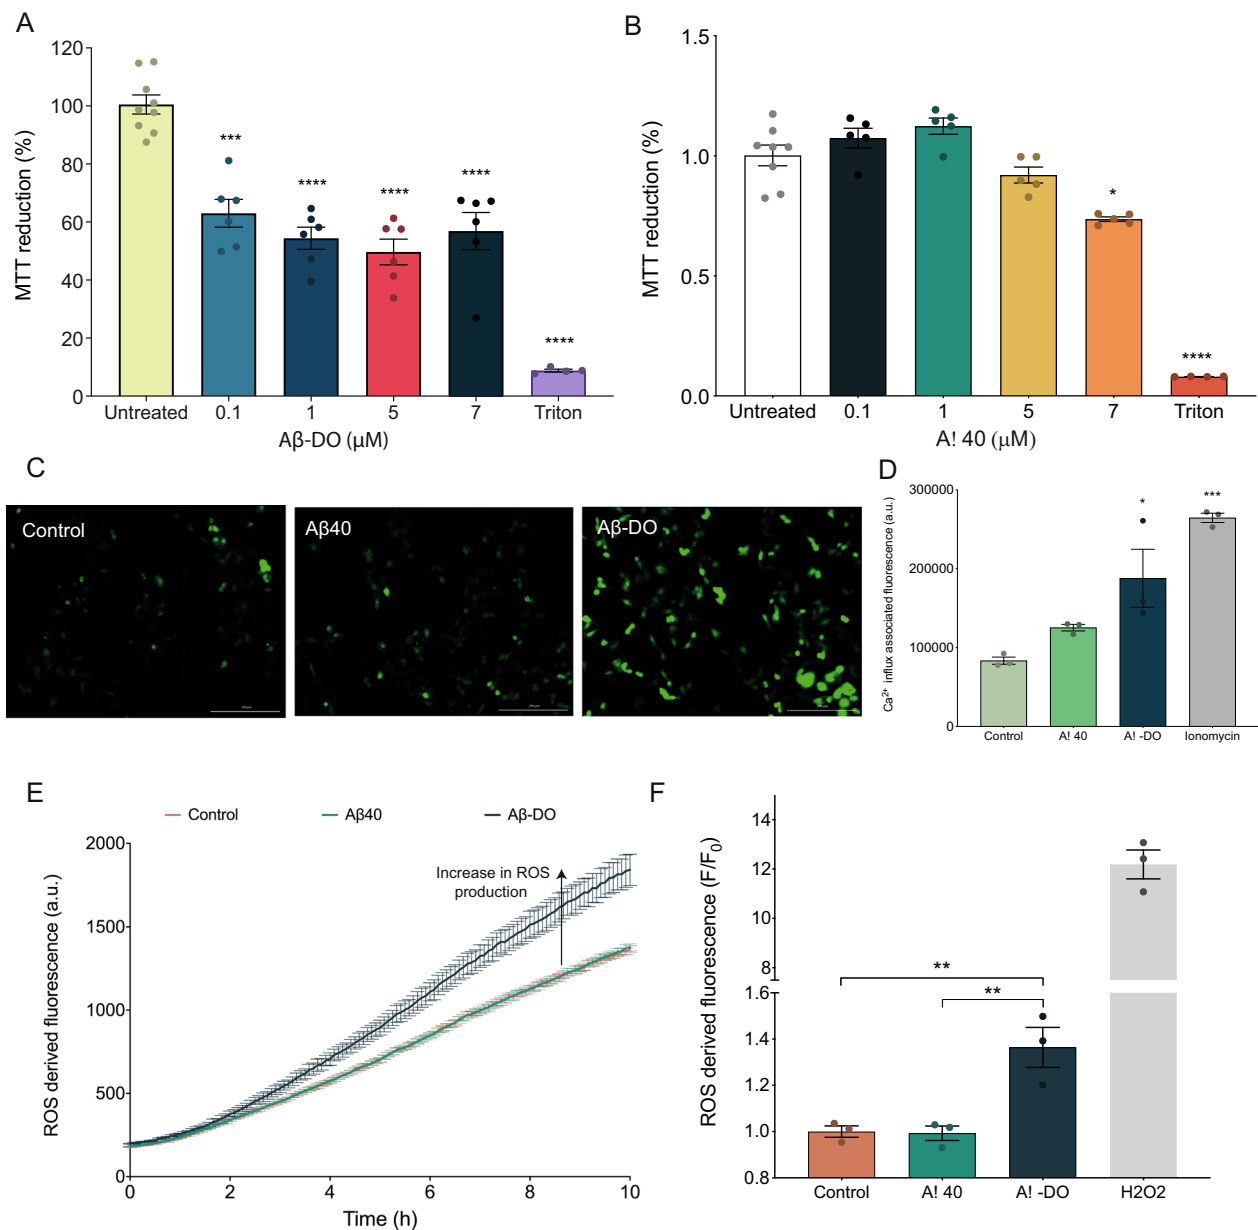 A
MTT reduction (%)
120
100
80
60
40
20
0
***
****
****
****
****
Untreated 0.1 1 5 7 Triton
Aβ-DO (μM)
B
MTT reduction (%)
1.5
1.0
0.5
0.0
*
****
Untreated 0.1 1 5 7 Triton
A! 40 (μM)
C
Control
Aβ40
Aβ-DO
D
Ca²⁺ influx associated fluorescence (a.u.)
300000
200000
100000
0
*
***
Control A! 40 A! -DO Ionomycin
E
Control Aβ40 Aβ-DO
ROS derived fluorescence (a.u.)
2000
1500
1000
500
0
Increase in ROS
production
0 2 4 6 8 10
Time (h)
F
ROS derived fluorescence (F/F₀)
14
12
10
8
1.6
1.4
1.2
1.0
0.8
**
**
Control A! 40 A! -DO H2O2